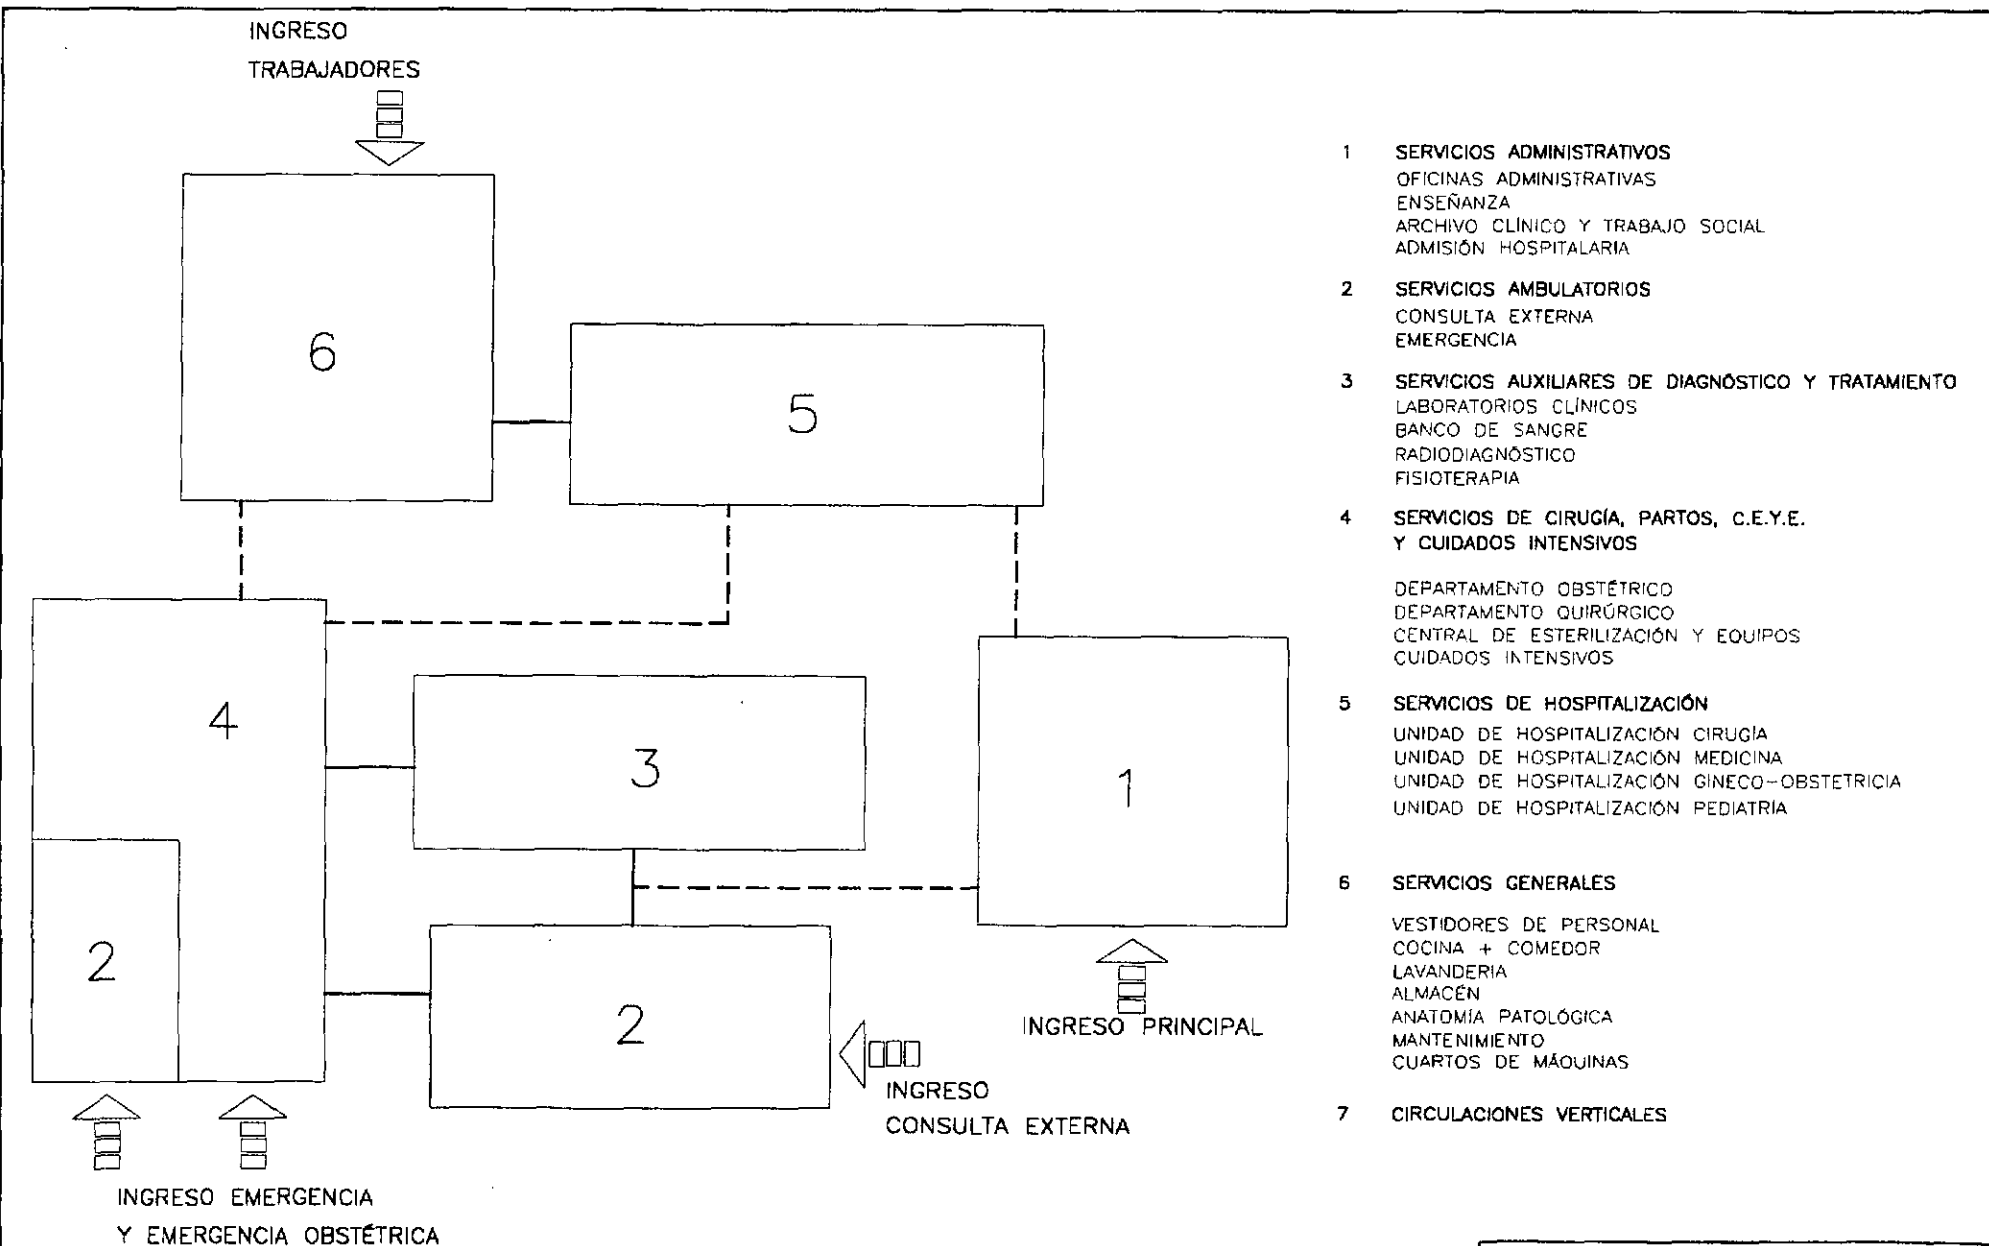 INGRESO
TRABAJADORES
6
5
4
3
1
2
2
INGRESO PRINCIPAL
INGRESO
CONSULTA EXTERNA
INGRESO EMERGENCIA
Y EMERGENCIA OBSTÉTRICA
1 SERVICIOS ADMINISTRATIVOS
OFICINAS ADMINISTRATIVAS
ENSEÑANZA
ARCHIVO CLÍNICO Y TRABAJO SOCIAL
ADMISIÓN HOSPITALARIA
2 SERVICIOS AMBULATORIOS
CONSULTA EXTERNA
EMERGENCIA
3 SERVICIOS AUXILIARES DE DIAGNÓSTICO Y TRATAMIENTO
LABORATORIOS CLÍNICOS
BANCO DE SANGRE
RADIODIAGNÓSTICO
FISIOTERAPIA
4 SERVICIOS DE CIRUGÍA, PARTOS, C.E.Y.E.
Y CUIDADOS INTENSIVOS
DEPARTAMENTO OBSTÉTRICO
DEPARTAMENTO QUIRÚRGICO
CENTRAL DE ESTERILIZACIÓN Y EQUIPOS
CUIDADOS INTENSIVOS
5 SERVICIOS DE HOSPITALIZACIÓN
UNIDAD DE HOSPITALIZACIÓN CIRUGÍA
UNIDAD DE HOSPITALIZACIÓN MEDICINA
UNIDAD DE HOSPITALIZACIÓN GINECO-OBSTETRICIA
UNIDAD DE HOSPITALIZACIÓN PEDIATRÍA
6 SERVICIOS GENERALES
VESTIDORES DE PERSONAL
COCINA + COMEDOR
LAVANDERIA
ALMACÉN
ANATOMÍA PATOLÓGICA
MANTENIMIENTO
CUARTOS DE MÁQUINAS
7 CIRCULACIONES VERTICALES